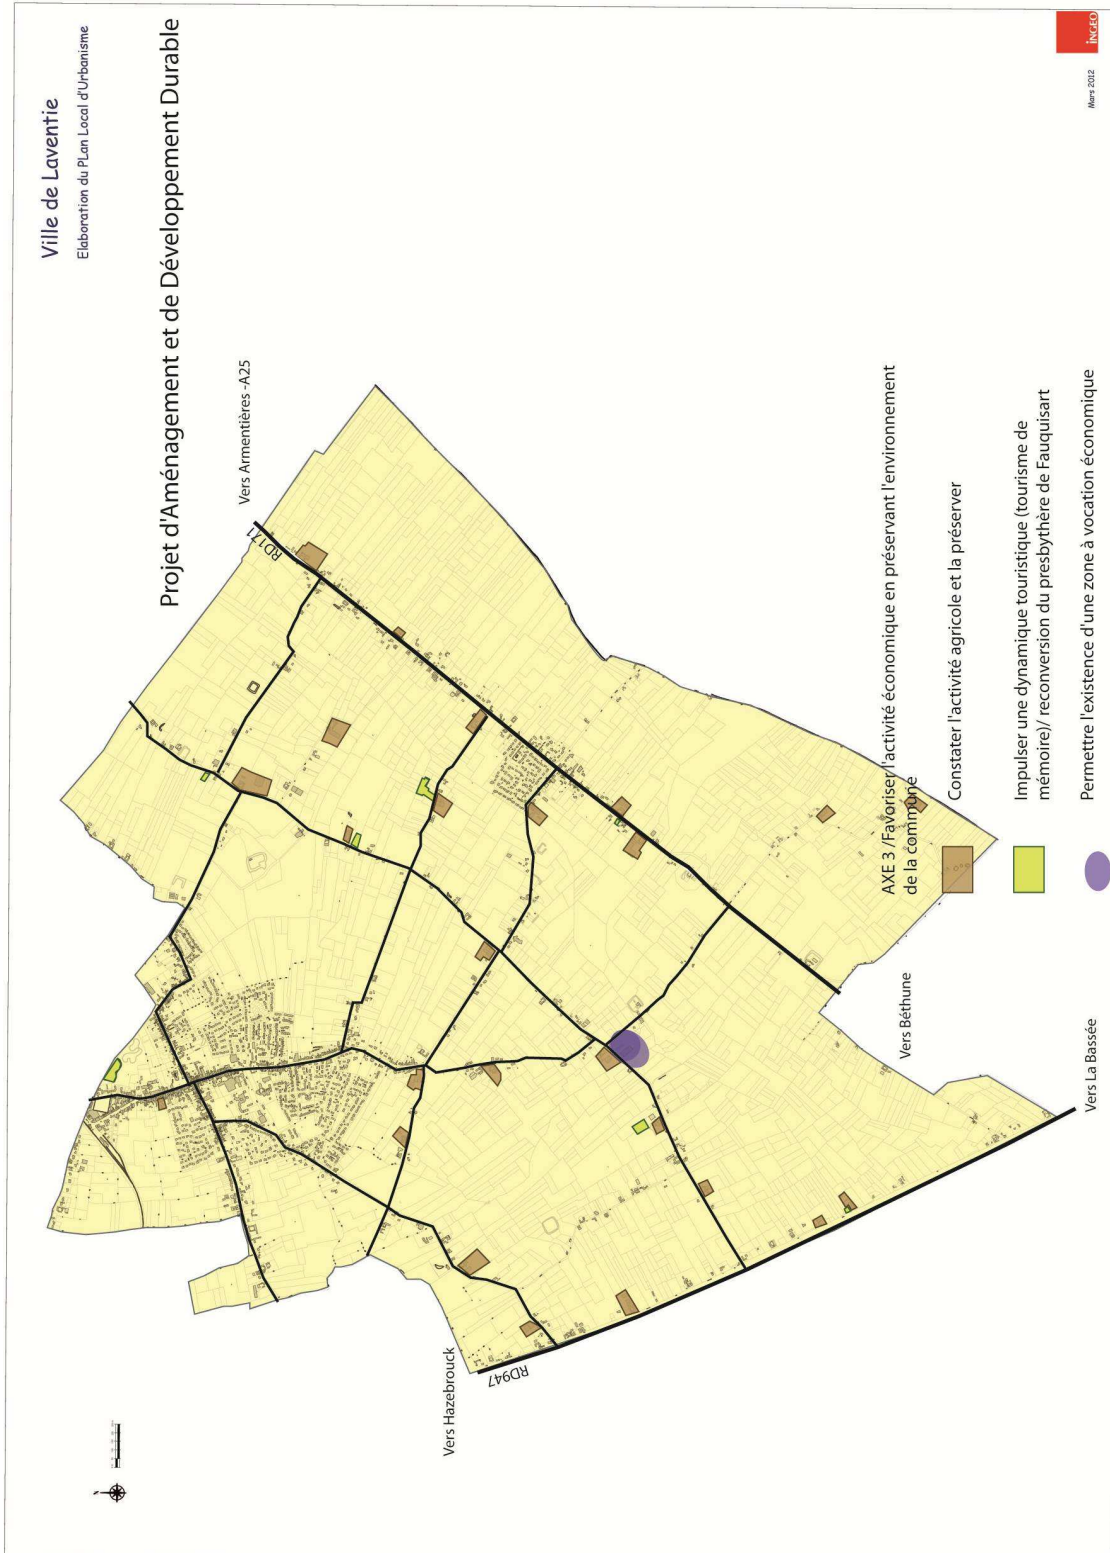 Ville de Laventie
Elaboration du PLan Local d'Urbanisme
Projet d'Aménagement et de Développement Durable
Vers Armentières -A25
RD171
Vers Hazebrouck
RD947
Vers Béthune
Vers La Bassée
AXE 3 /Favoriser l'activité économique en préservant l'environnement
de la commune
Constater l'activité agricole et la préserver
Impulser une dynamique touristique (tourisme de
mémoire)/ reconversion du presbythère de Fauquisart
Permettre l'existence d'une zone à vocation économique
INGEO
Mars 2012